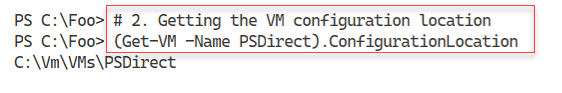 PS C:\Foo> # 2. Getting the VM configuration location
PS C:\Foo> (Get-VM -Name PSDirect).ConfigurationLocation
C:\Vm\VMs\PSDirect